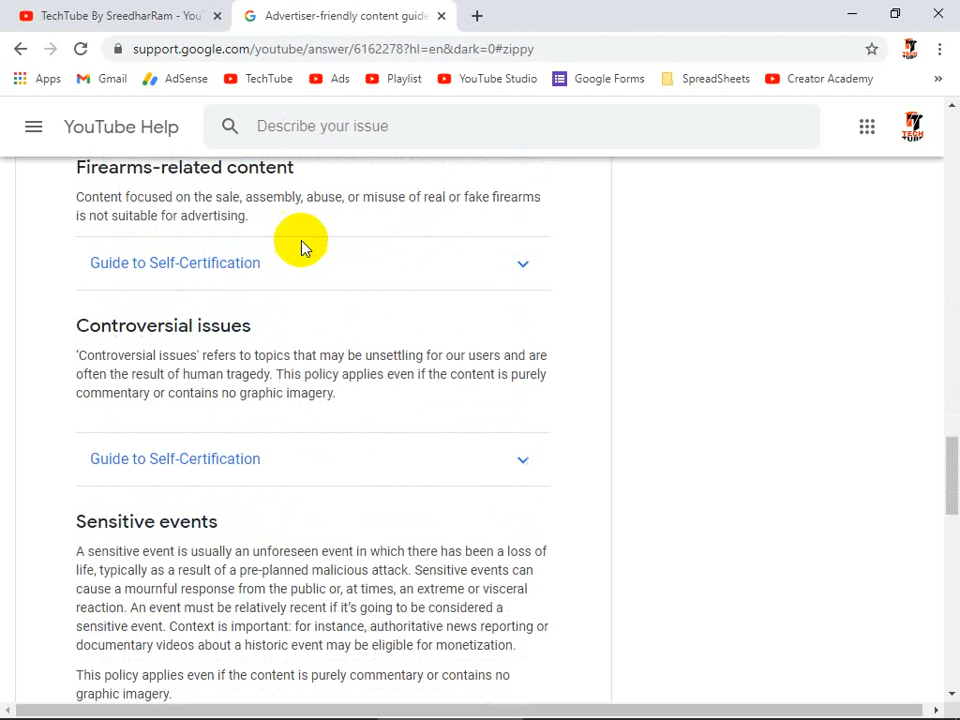 TechTube By SreedharRam - You
Advertiser-friendly content guide
support.google.com/youtube/answer/6162278?hl=en&dark=0#zippy
Apps
Gmail
AdSense
TechTube
Ads
Playlist
YouTube Studio
Google Forms
SpreadSheets
Creator Academy
»
YouTube Help
Describe your issue
TECH
TUBE
Firearms-related content
Content focused on the sale, assembly, abuse, or misuse of real or fake firearms
is not suitable for advertising.
Guide to Self-Certification
Controversial issues
‘Controversial issues’ refers to topics that may be unsettling for our users and are
often the result of human tragedy. This policy applies even if the content is purely
commentary or contains no graphic imagery.
Guide to Self-Certification
Sensitive events
A sensitive event is usually an unforeseen event in which there has been a loss of
life, typically as a result of a pre-planned malicious attack. Sensitive events can
cause a mournful response from the public or, at times, an extreme or visceral
reaction. An event must be relatively recent if it’s going to be considered a
sensitive event. Context is important: for instance, authoritative news reporting or
documentary videos about a historic event may be eligible for monetization.
This policy applies even if the content is purely commentary or contains no
graphic imagery.